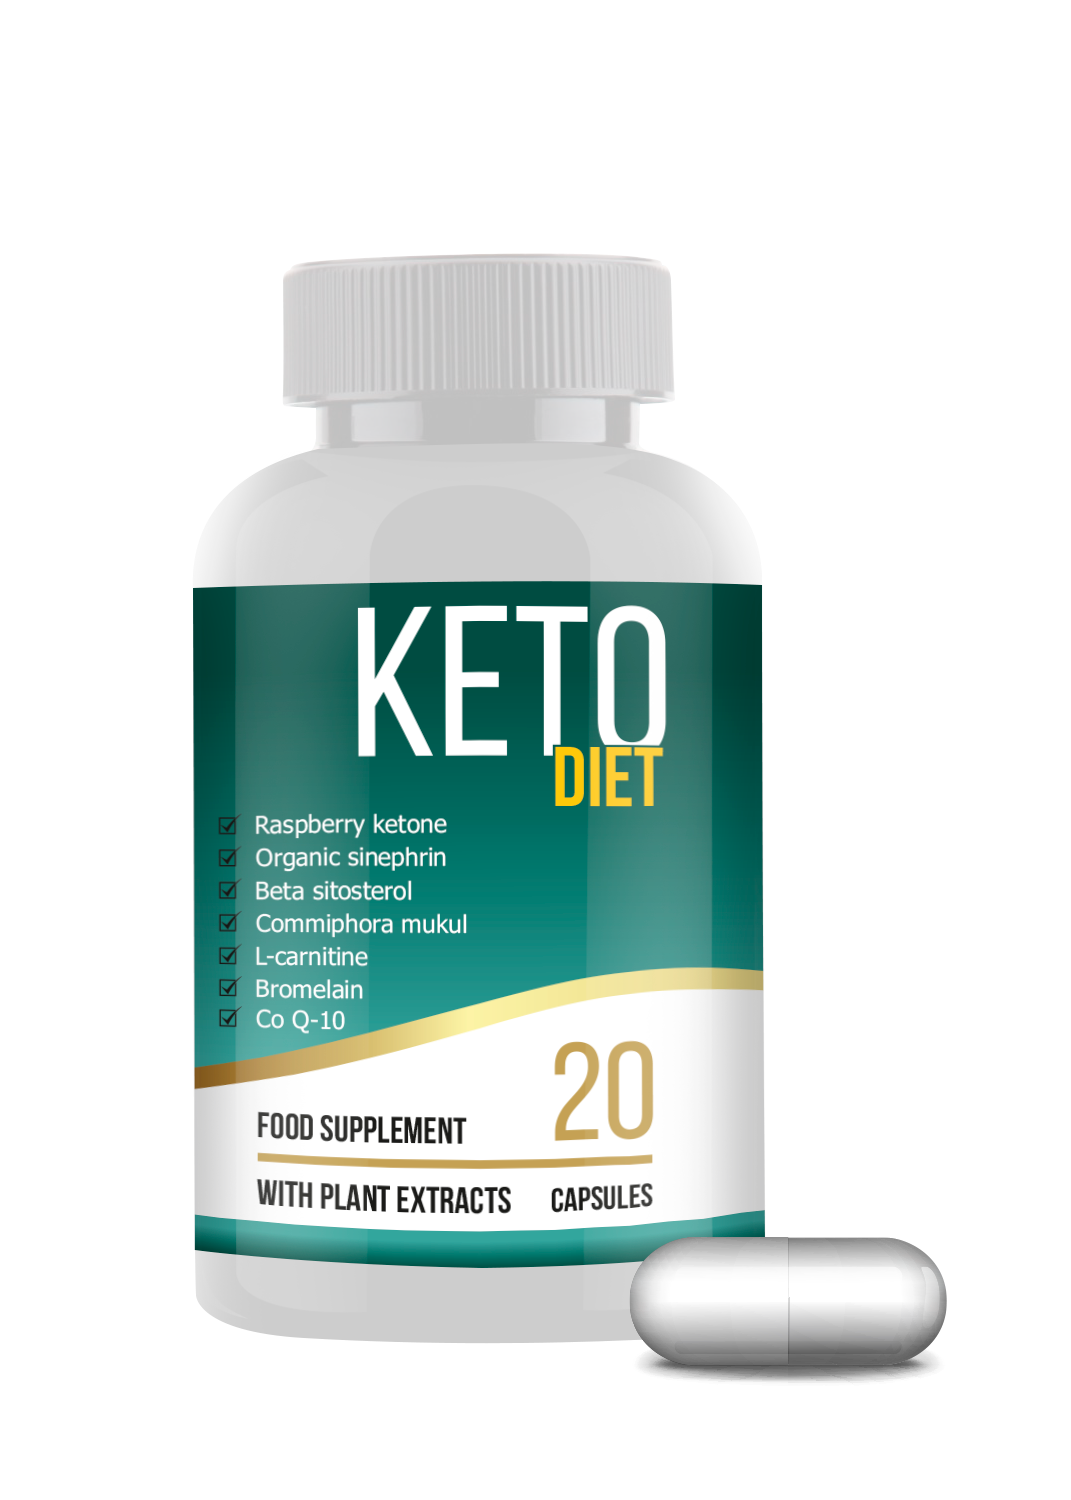 KETO
DIET
Raspberry ketone
Organic sinephrin
Beta sitosterol
Commiphora mukul
L-carnitine
Bromelain
Co Q-10
20
FOOD SUPPLEMENT
WITH PLANT EXTRACTS
CAPSULES